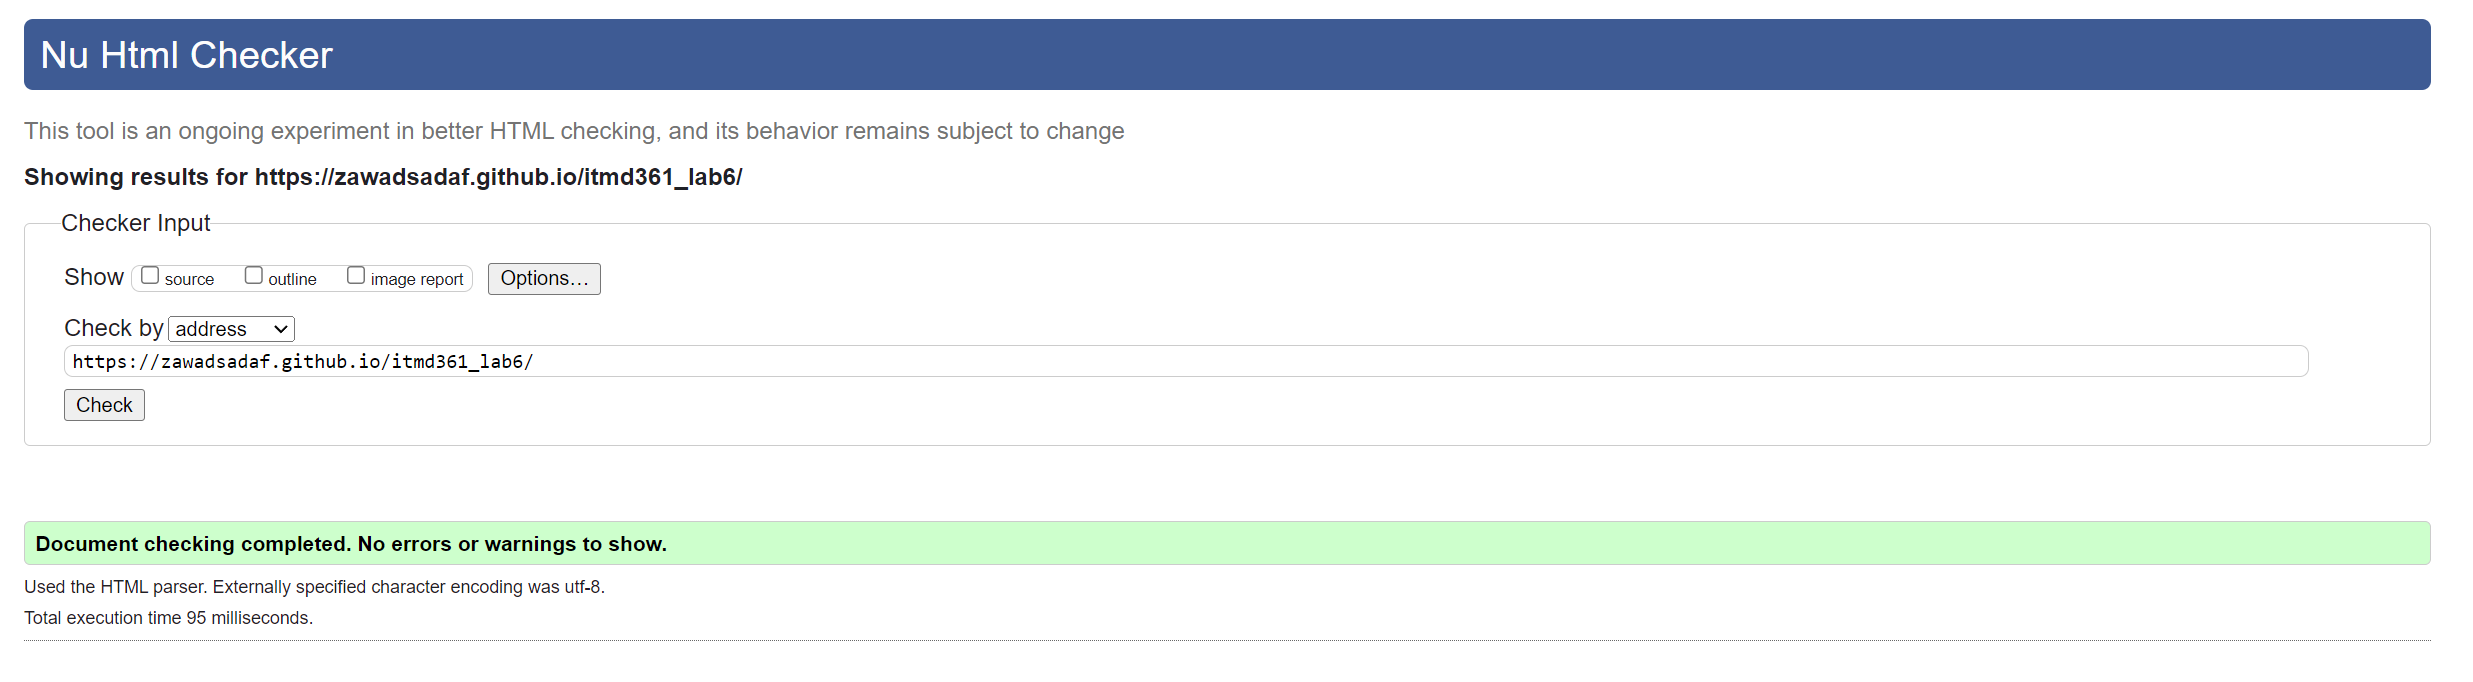 Nu Html Checker
This tool is an ongoing experiment in better HTML checking, and its behavior remains subject to change
Showing results for https://zawadsadaf.github.io/itmd361_lab6/
Checker Input
Show source outline image report Options...
Check by address
https://zawadsadaf.github.io/itmd361_lab6/
Check
Document checking completed. No errors or warnings to show.
Used the HTML parser. Externally specified character encoding was utf-8.
Total execution time 95 milliseconds.